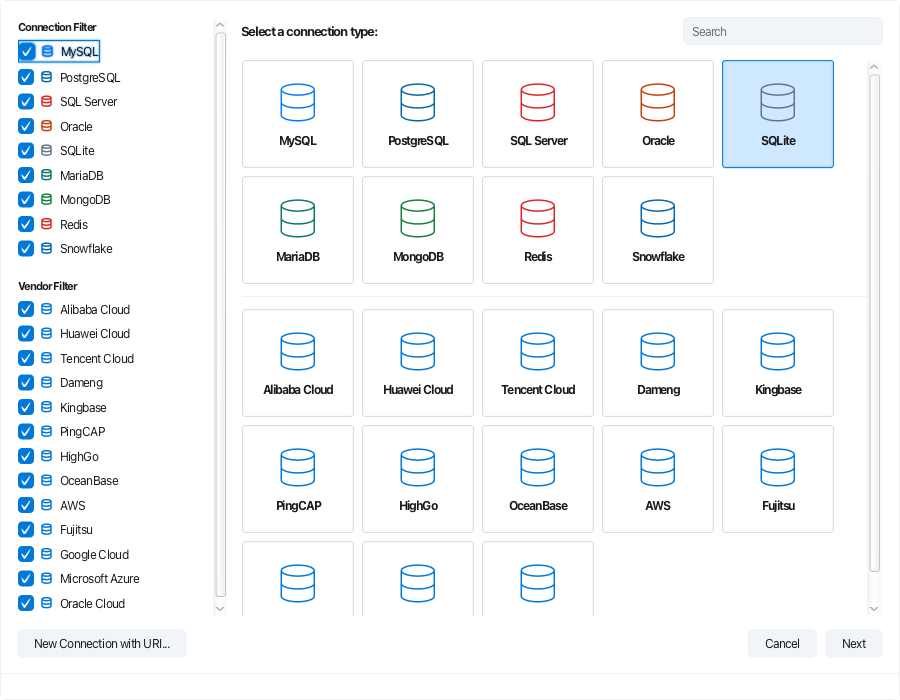 Connection Filter
MySQL
PostgreSQL
SQL Server
Oracle
SQLite
MariaDB
MongoDB
Redis
Snowflake
Vendor Filter
Alibaba Cloud
Huawei Cloud
Tencent Cloud
Dameng
Kingbase
PingCAP
HighGo
OceanBase
AWS
Fujitsu
Google Cloud
Microsoft Azure
Oracle Cloud
Select a connection type:
Search
MySQL PostgreSQL SQL Server Oracle SQLite
MariaDB MongoDB Redis Snowflake
Alibaba Cloud Huawei Cloud Tencent Cloud Dameng Kingbase
PingCAP HighGo OceanBase AWS Fujitsu
New Connection with URI...
Cancel Next